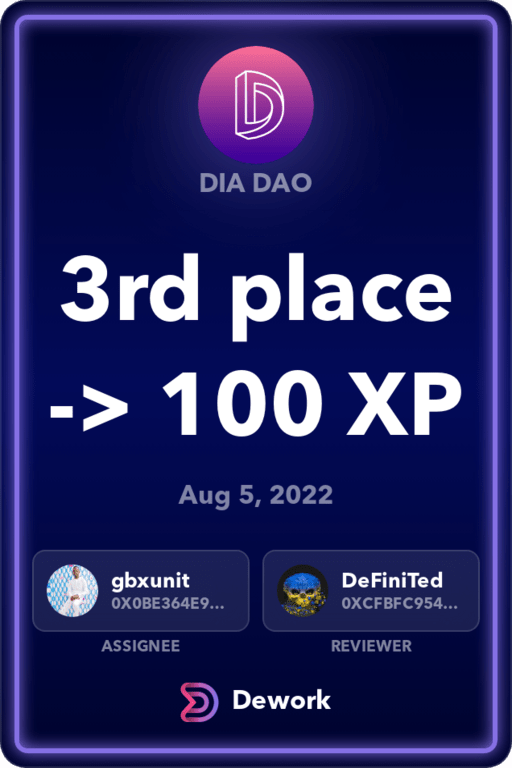 DIA DAO
3rd place
-> 100 XP
Aug 5, 2022
gbxunit
0X0BE364E9...
DeFiniTed
0XCFBFC954...
ASSIGNEE
REVIEWER
Dework